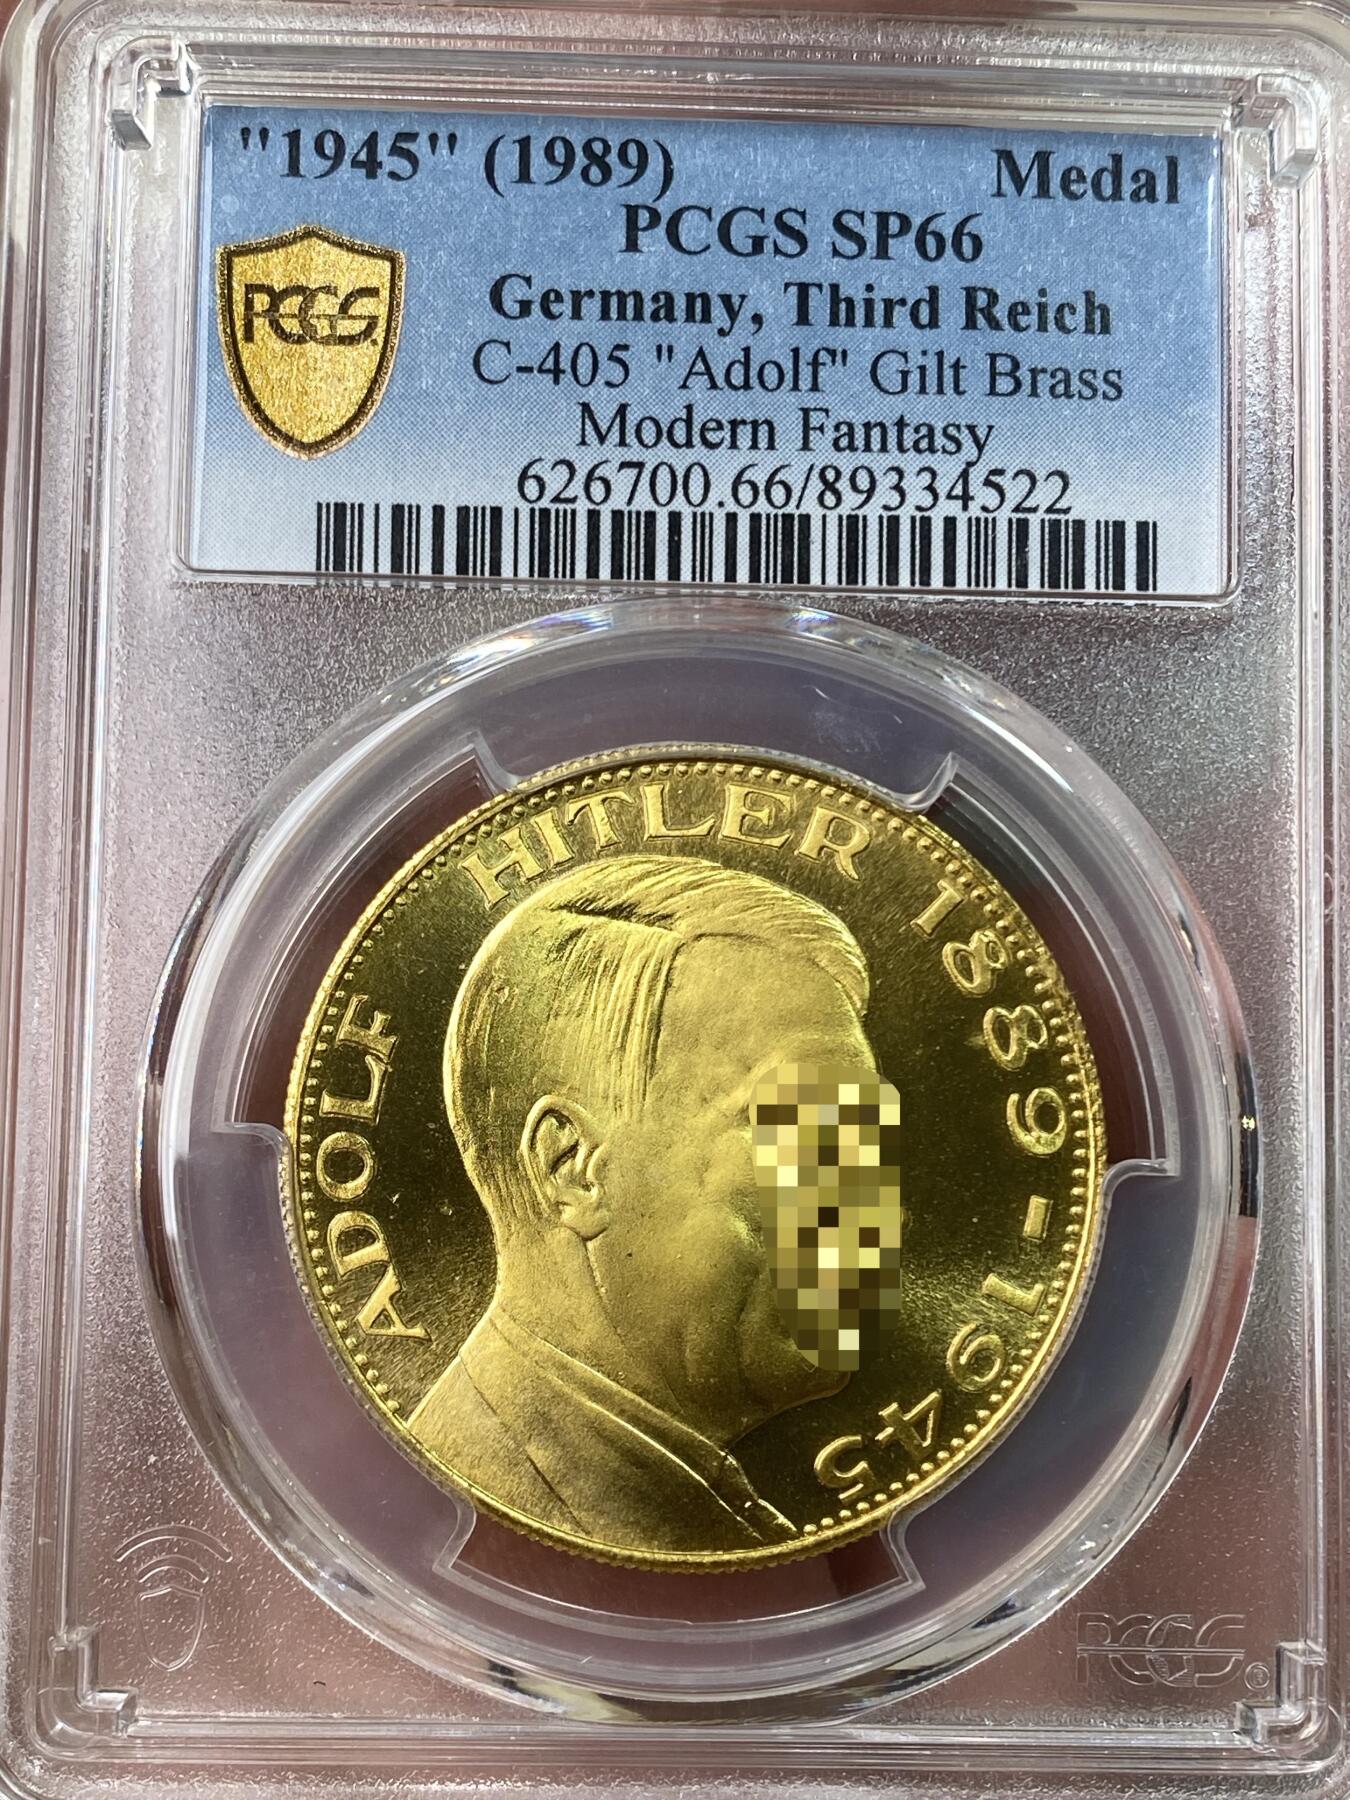 "1945" (1989) Medal
PCGS SP66
PCGS
Germany, Third Reich
C-405 "Adolf" Gilt Brass
Modern Fantasy
626700.66/89334522
ADOLF HITLER 1889-1945
PCGS